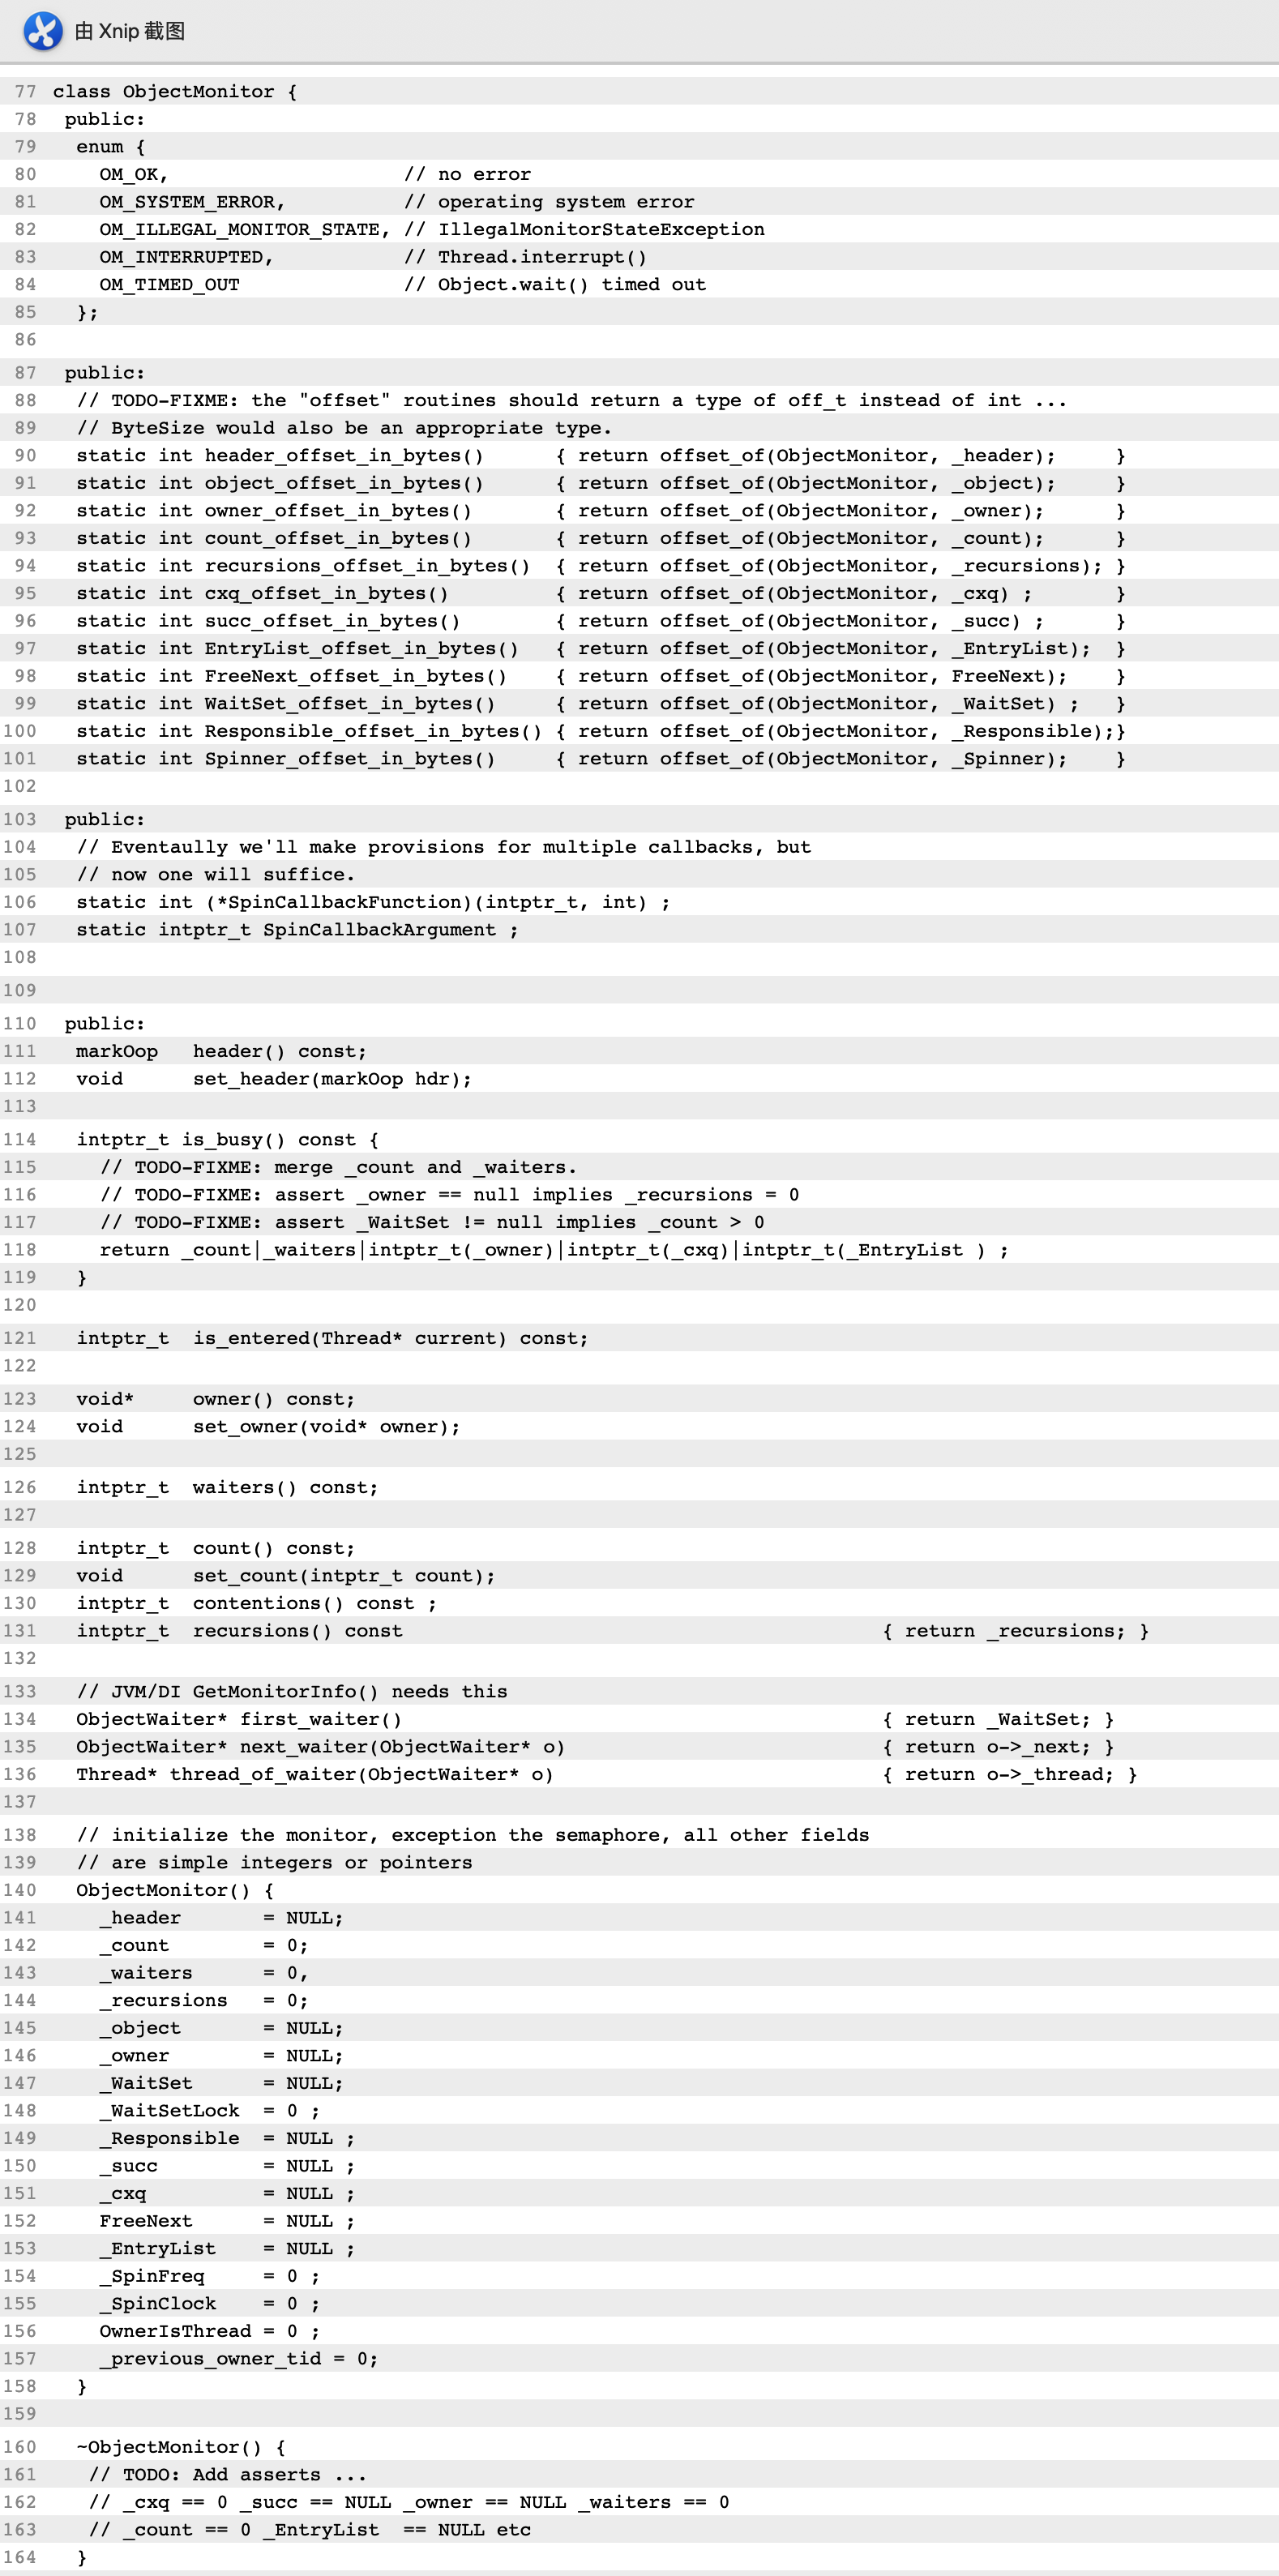 由 Xnip 截图
77 class ObjectMonitor {
78  public:
79   enum {
80     OM_OK,                    // no error
81     OM_SYSTEM_ERROR,          // operating system error
82     OM_ILLEGAL_MONITOR_STATE, // IllegalMonitorStateException
83     OM_INTERRUPTED,           // Thread.interrupt()
84     OM_TIMED_OUT              // Object.wait() timed out
85   };
86
87  public:
88   // TODO-FIXME: the "offset" routines should return a type of off_t instead of int ...
89   // ByteSize would also be an appropriate type.
90   static int header_offset_in_bytes()      { return offset_of(ObjectMonitor, _header);     }
91   static int object_offset_in_bytes()      { return offset_of(ObjectMonitor, _object);     }
92   static int owner_offset_in_bytes()       { return offset_of(ObjectMonitor, _owner);      }
93   static int count_offset_in_bytes()       { return offset_of(ObjectMonitor, _count);      }
94   static int recursions_offset_in_bytes()  { return offset_of(ObjectMonitor, _recursions); }
95   static int cxq_offset_in_bytes()         { return offset_of(ObjectMonitor, _cxq) ;       }
96   static int succ_offset_in_bytes()        { return offset_of(ObjectMonitor, _succ) ;      }
97   static int EntryList_offset_in_bytes()   { return offset_of(ObjectMonitor, _EntryList);  }
98   static int FreeNext_offset_in_bytes()    { return offset_of(ObjectMonitor, FreeNext);    }
99   static int WaitSet_offset_in_bytes()     { return offset_of(ObjectMonitor, _WaitSet) ;   }
100   static int Responsible_offset_in_bytes() { return offset_of(ObjectMonitor, _Responsible);}
101   static int Spinner_offset_in_bytes()     { return offset_of(ObjectMonitor, _Spinner);    }
102
103  public:
104   // Eventaully we'll make provisions for multiple callbacks, but
105   // now one will suffice.
106   static int (*SpinCallbackFunction)(intptr_t, int) ;
107   static intptr_t SpinCallbackArgument ;
108
109
110  public:
111   markOop   header() const;
112   void      set_header(markOop hdr);
113
114   intptr_t is_busy() const {
115     // TODO-FIXME: merge _count and _waiters.
116     // TODO-FIXME: assert _owner == null implies _recursions = 0
117     // TODO-FIXME: assert _WaitSet != null implies _count > 0
118     return _count|_waiters|intptr_t(_owner)|intptr_t(_cxq)|intptr_t(_EntryList ) ;
119   }
120
121   intptr_t  is_entered(Thread* current) const;
122
123   void*     owner() const;
124   void      set_owner(void* owner);
125
126   intptr_t  waiters() const;
127
128   intptr_t  count() const;
129   void      set_count(intptr_t count);
130   intptr_t  contentions() const ;
131   intptr_t  recursions() const                                         { return _recursions; }
132
133   // JVM/DI GetMonitorInfo() needs this
134   ObjectWaiter* first_waiter()                                         { return _WaitSet; }
135   ObjectWaiter* next_waiter(ObjectWaiter* o)                           { return o->_next; }
136   Thread* thread_of_waiter(ObjectWaiter* o)                            { return o->_thread; }
137
138   // initialize the monitor, exception the semaphore, all other fields
139   // are simple integers or pointers
140   ObjectMonitor() {
141     _header       = NULL;
142     _count        = 0;
143     _waiters      = 0,
144     _recursions   = 0;
145     _object       = NULL;
146     _owner        = NULL;
147     _WaitSet      = NULL;
148     _WaitSetLock  = 0 ;
149     _Responsible  = NULL ;
150     _succ         = NULL ;
151     _cxq          = NULL ;
152     FreeNext      = NULL ;
153     _EntryList    = NULL ;
154     _SpinFreq     = 0 ;
155     _SpinClock    = 0 ;
156     OwnerIsThread = 0 ;
157     _previous_owner_tid = 0;
158   }
159
160   ~ObjectMonitor() {
161    // TODO: Add asserts ...
162    // _cxq == 0 _succ == NULL _owner == NULL _waiters == 0
163    // _count == 0 _EntryList  == NULL etc
164   }